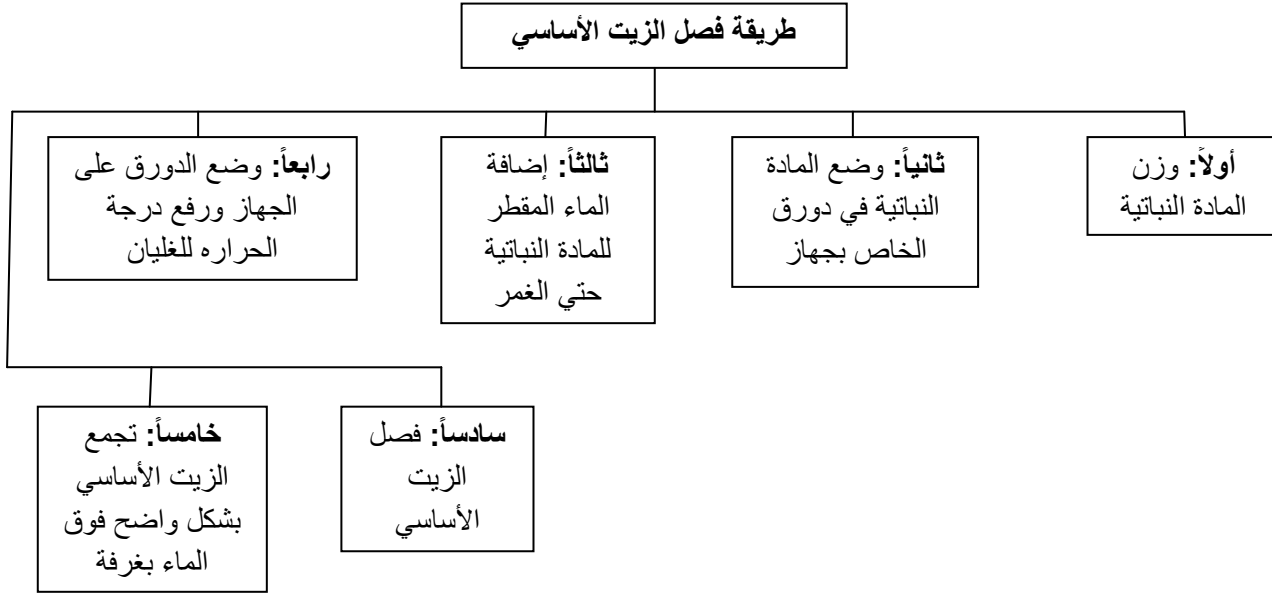 طريقة فصل الزيت الأساسي
أولاً: وزن
المادة النباتية
ثانياً: وضع المادة
النباتية في دورق
الخاص بجهاز
ثالثاً: إضافة
الماء المقطر
للمادة النباتية
حتي الغمر
رابعاً: وضع الدورق على
الجهاز ورفع درجة
الحراره للغليان
خامساً: تجمع
الزيت الأساسي
بشكل واضح فوق
الماء بغرفة
سادساً: فصل
الزيت
الأساسي